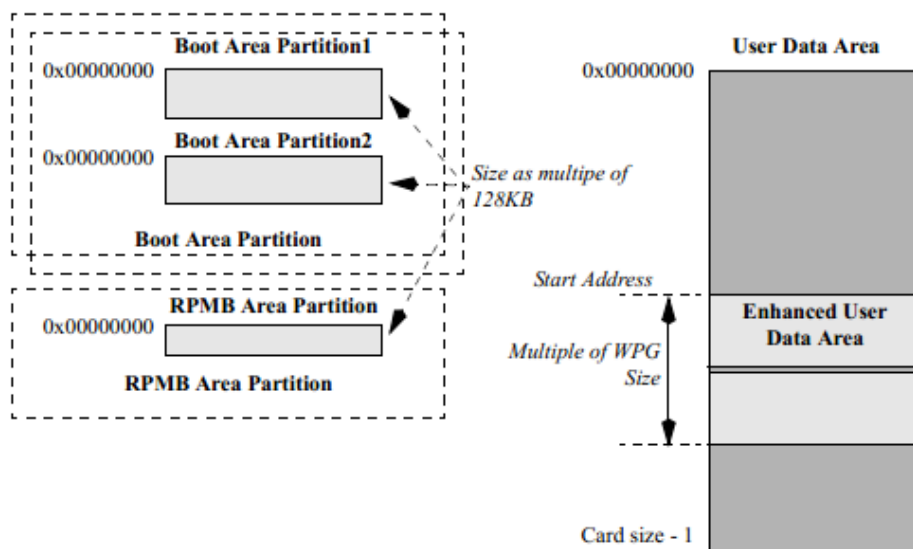 Boot Area Partition1
0x00000000
Boot Area Partition2
0x00000000
Size as multipe of
128KB
Boot Area Partition
RPMB Area Partition
0x00000000
RPMB Area Partition
User Data Area
0x00000000
Start Address
Enhanced User
Data Area
Multiple of WPG
Size
Card size - 1